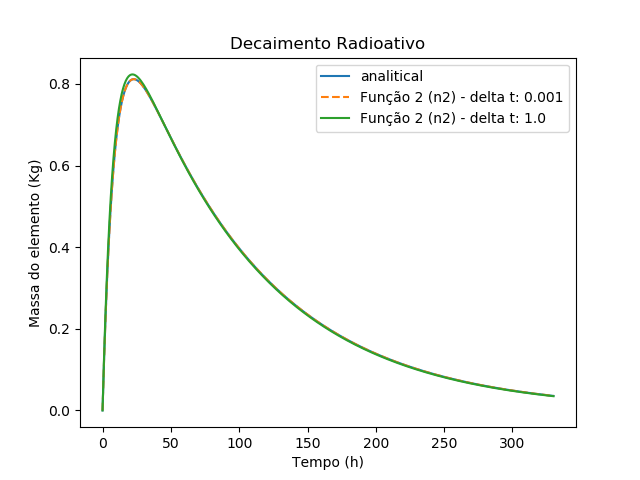 Decaimento Radioativo
analitical
Função 2 (n2) - delta t: 0.001
Função 2 (n2) - delta t: 1.0
Massa do elemento (Kg)
0.8
0.6
0.4
0.2
0.0
0 50 100 150 200 250 300
Tempo (h)